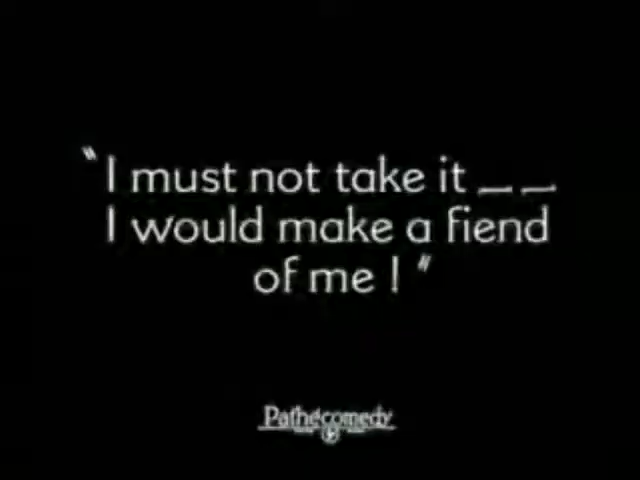 "I must not take it _ _
I would make a fiend
of me!"
Pathécomedy